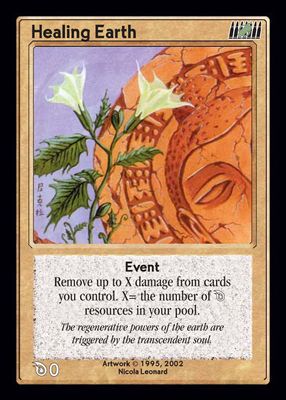 Healing Earth
Event
Remove up to X damage from cards
you control. X= the number of
resources in your pool.
The regenerative powers of the earth are
triggered by the transcendent soul.
0
Artwork © 1995, 2002
Nicola Leonard